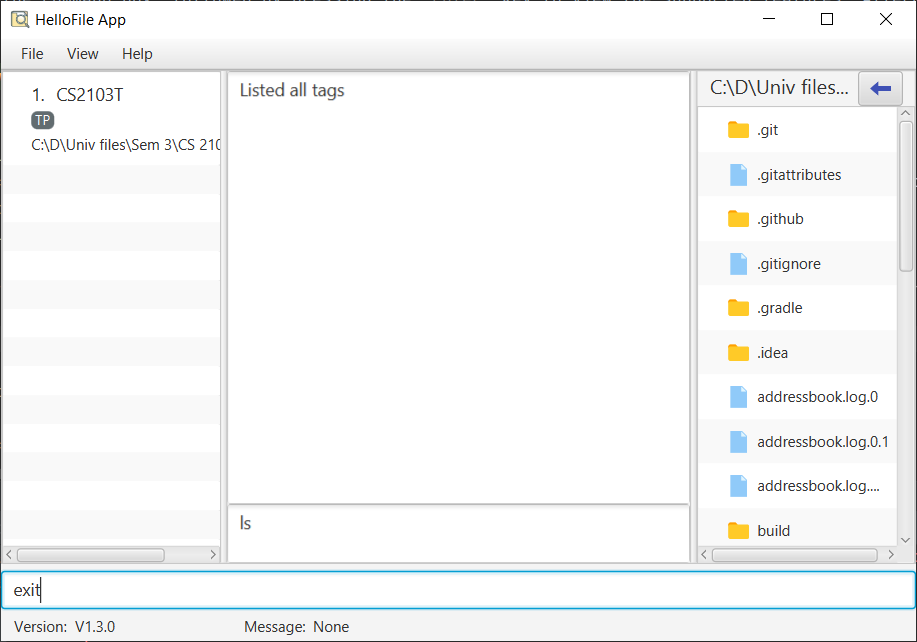 HelloFile App
File View Help
1. CS2103T
TP
C:\D\Univ files\Sem 3\CS 210
Listed all tags
ls
C:\D\Univ files...
.git
.gitattributes
.github
.gitignore
.gradle
.idea
addressbook.log.0
addressbook.log.0.1
addressbook.log....
build
exit
Version: V1.3.0 Message: None